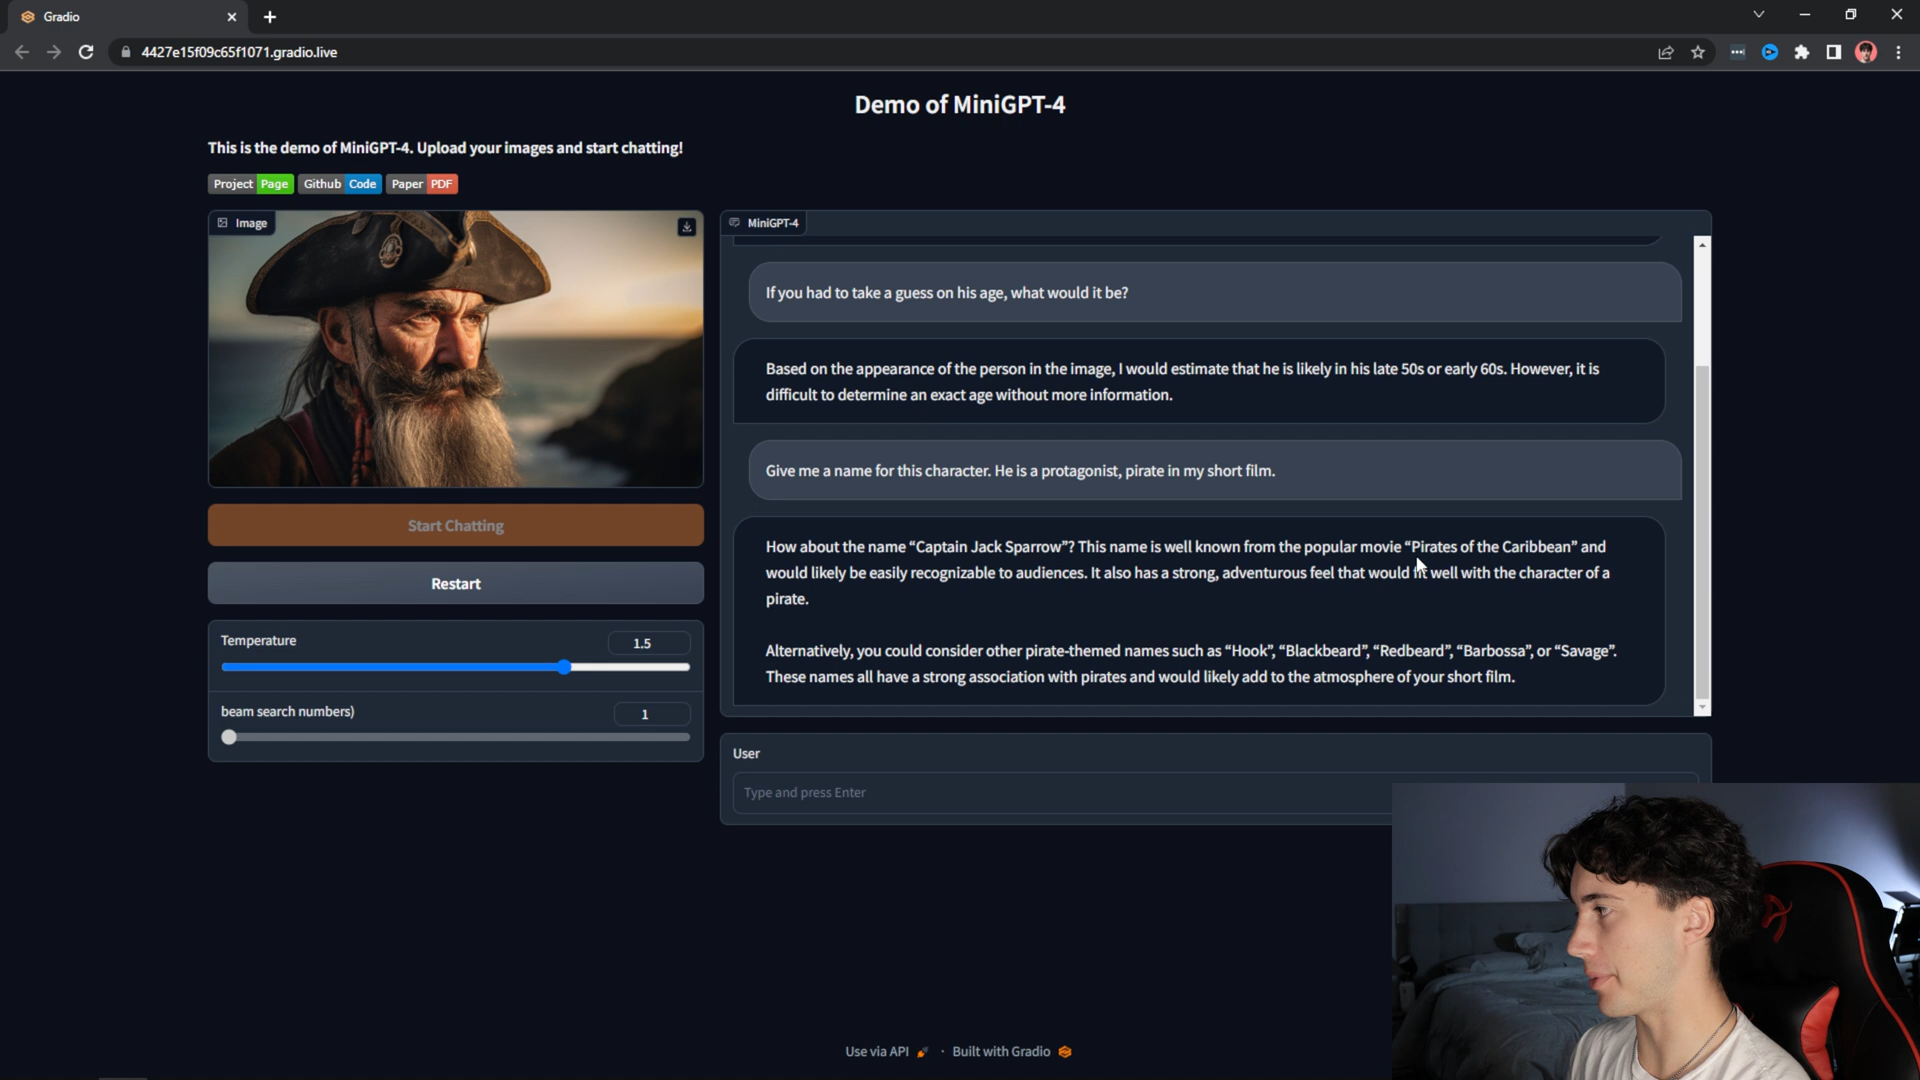 Gradio
4427e15f09c65f1071.gradio.live
Demo of MiniGPT-4
This is the demo of MiniGPT-4. Upload your images and start chatting!
Project Page Github Code Paper PDF
Image
MiniGPT-4
If you had to take a guess on his age, what would it be?
Based on the appearance of the person in the image, I would estimate that he is likely in his late 50s or early 60s. However, it is
difficult to determine an exact age without more information.
Give me a name for this character. He is a protagonist, pirate in my short film.
How about the name “Captain Jack Sparrow”? This name is well known from the popular movie “Pirates of the Caribbean” and
would likely be easily recognizable to audiences. It also has a strong, adventurous feel that would fit well with the character of a
pirate.
Alternatively, you could consider other pirate-themed names such as “Hook”, “Blackbeard”, “Redbeard”, “Barbossa”, or “Savage”.
These names all have a strong association with pirates and would likely add to the atmosphere of your short film.
Start Chatting
Restart
Temperature
1.5
beam search numbers)
1
User
Type and press Enter
Use via API · Built with Gradio